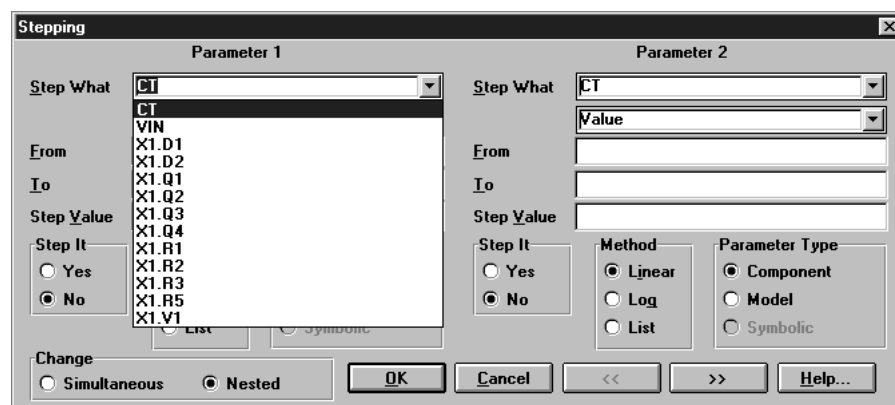 Stepping
Parameter 1
Parameter 2
Step What CT
Step What CT
CT
Value
VIN
X1.D1
From
From
X1.D2
X1.Q1
To
To
X1.Q2
X1.Q3
Step Value
Step Value
X1.Q4
Step It
X1.R1
Step It Method Parameter Type
Yes
X1.R2
Yes Linear Component
X1.R3
No
X1.R5
No Log Model
X1.V1
List Symbolic
List Symbolic
Change
Simultaneous Nested
OK Cancel << >> Help...